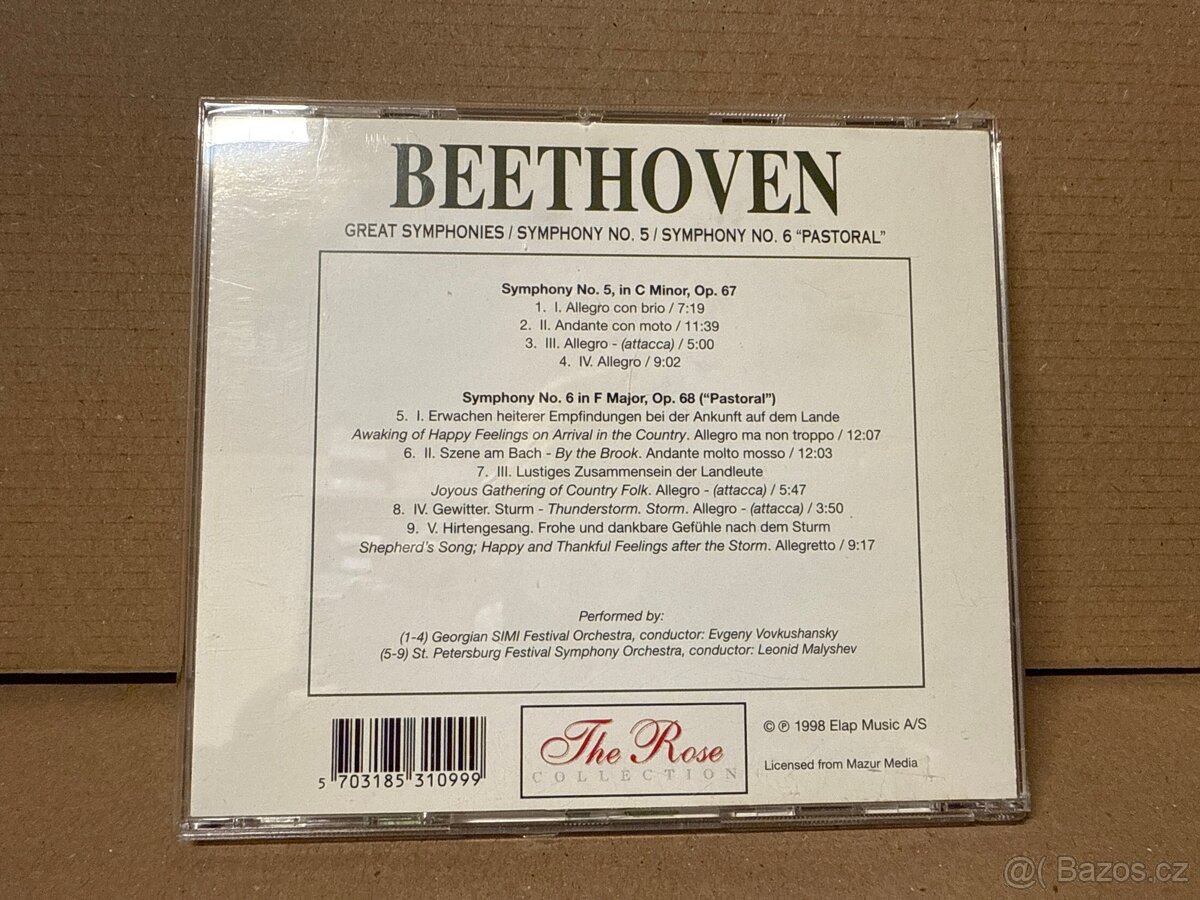 BEETHOVEN
GREAT SYMPHONIES / SYMPHONY NO. 5 / SYMPHONY NO. 6 "PASTORAL"
Symphony No. 5, in C Minor, Op. 67
1. I. Allegro con brio / 7:19
2. II. Andante con moto / 11:39
3. III. Allegro - (attacca) / 5:00
4. IV. Allegro / 9:02
Symphony No. 6 in F Major, Op. 68 ("Pastoral")
5. I. Erwachen heiterer Empfindungen bei der Ankunft auf dem Lande
Awaking of Happy Feelings on Arrival in the Country. Allegro ma non troppo / 12:07
6. II. Szene am Bach - By the Brook. Andante molto mosso / 12:03
7. III. Lustiges Zusammensein der Landleute
Joyous Gathering of Country Folk. Allegro - (attacca) / 5:47
8. IV. Gewitter. Sturm - Thunderstorm. Storm. Allegro - (attacca) / 3:50
9. V. Hirtengesang. Frohe und dankbare Gefühle nach dem Sturm
Shepherd's Song; Happy and Thankful Feelings after the Storm. Allegretto / 9:17
Performed by:
(1-4) Georgian SIMI Festival Orchestra, conductor: Evgeny Vovkushansky
(5-9) St. Petersburg Festival Symphony Orchestra, conductor: Leonid Malyshev
5 703185 310999
The Rose
COLLECTION
© ℗ 1998 Elap Music A/S
Licensed from Mazur Media
@( Bazos.cz